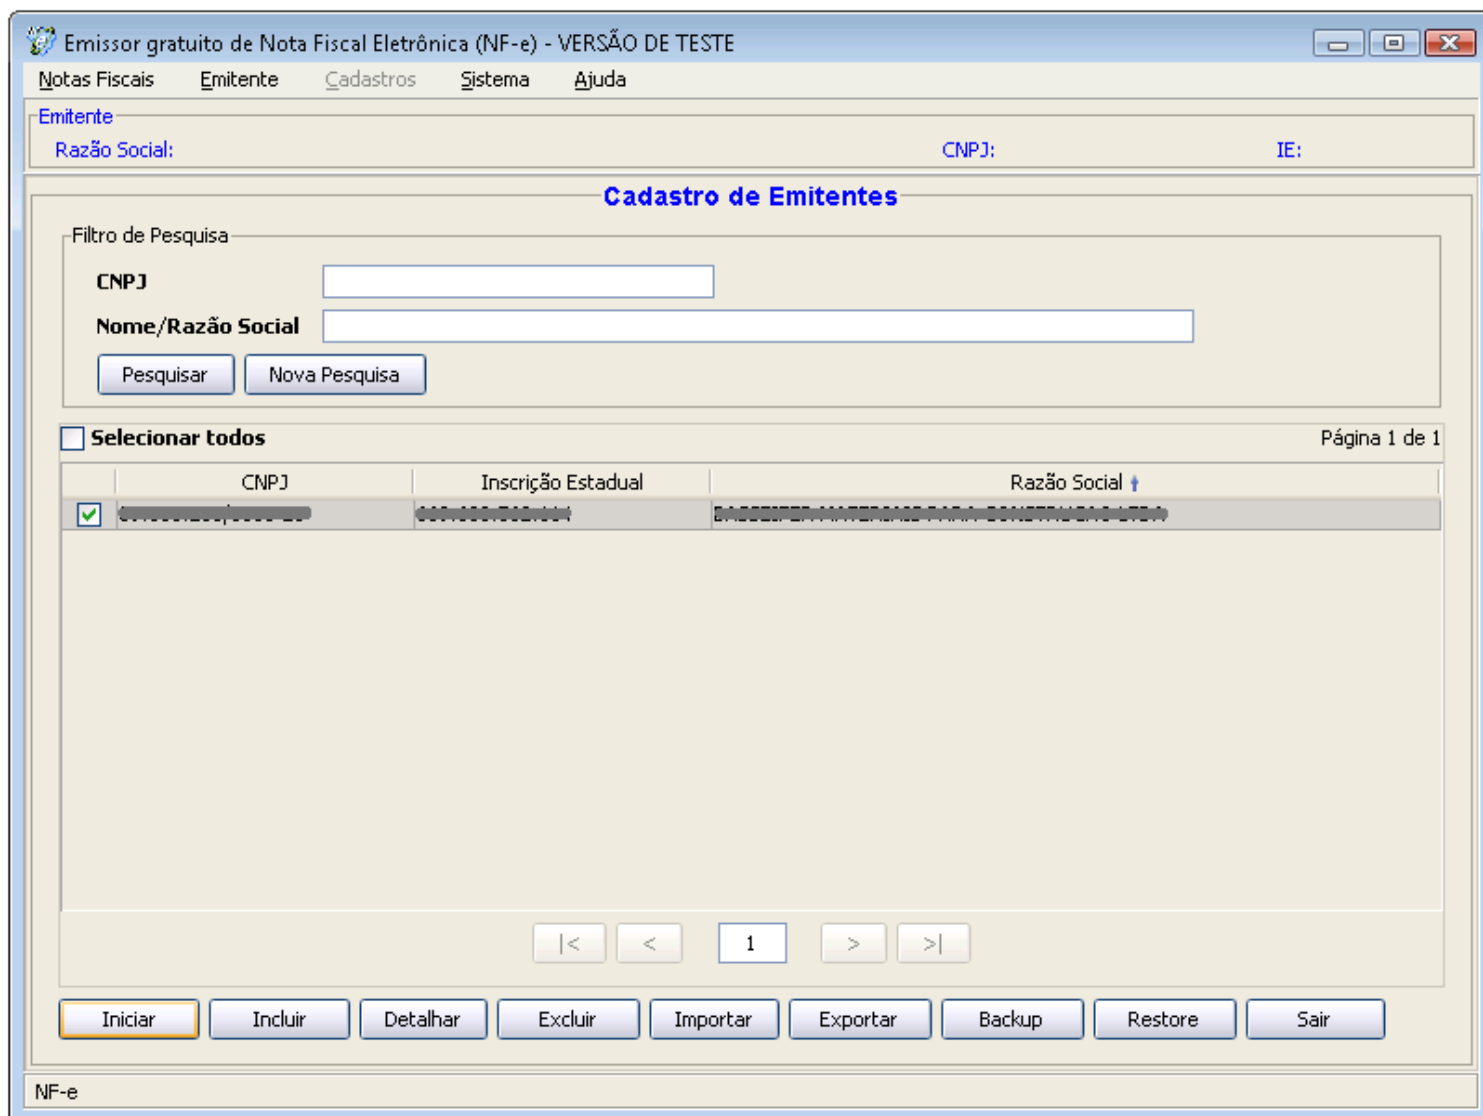 Emissor gratuito de Nota Fiscal Eletrônica (NF-e) - VERSÃO DE TESTE
Notas Fiscais Emitente Cadastros Sistema Ajuda
Emitente
Razão Social: CNPJ: IE:
Cadastro de Emitentes
Filtro de Pesquisa
CNPJ
Nome/Razão Social
Pesquisar Nova Pesquisa
Selecionar todos Página 1 de 1
CNPJ Inscrição Estadual Razão Social
|< < 1 > >|
Iniciar Incluir Detalhar Excluir Importar Exportar Backup Restore Sair
NF-e